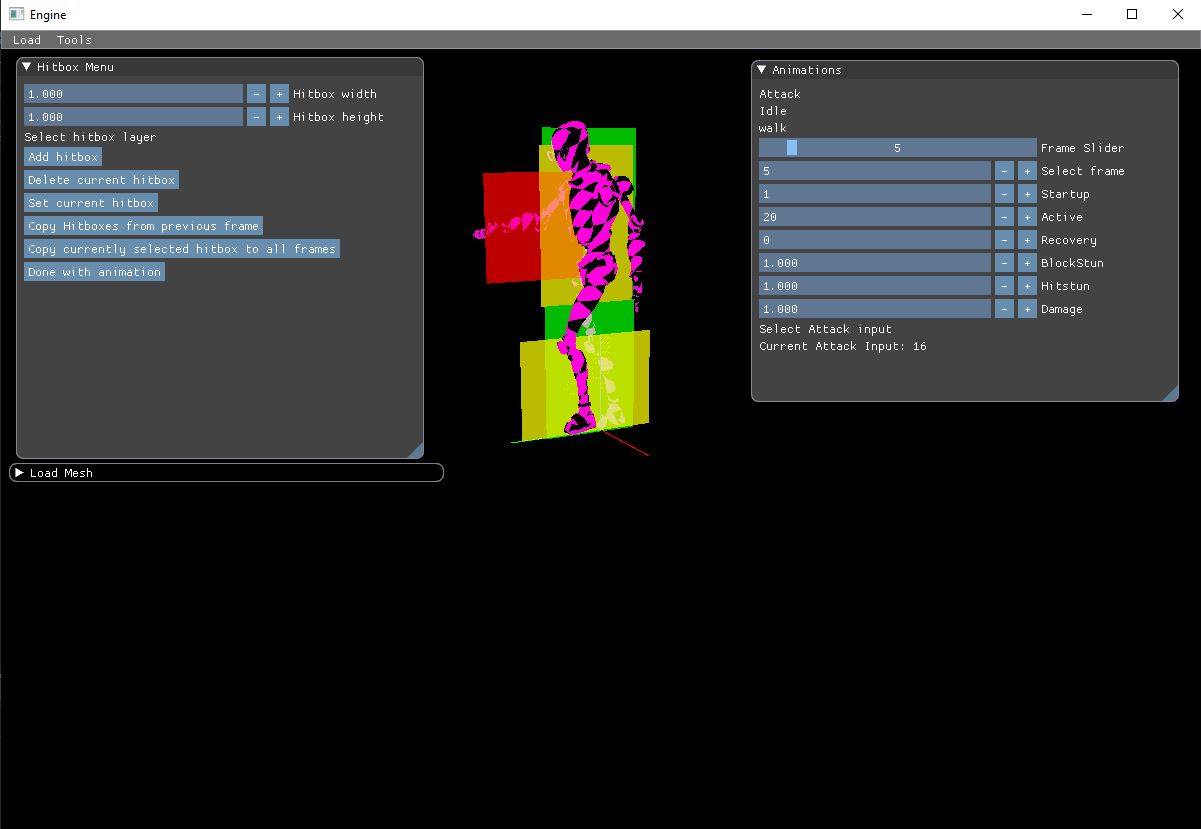 Engine
Load Tools
Hitbox Menu
1.000 - + Hitbox width
1.000 - + Hitbox height
Select hitbox layer
Add hitbox
Delete current hitbox
Set current hitbox
Copy Hitboxes from previous frame
Copy currently selected hitbox to all frames
Done with animation
Load Mesh
Animations
Attack
Idle
walk
5 Frame Slider
5 - + Select frame
1 - + Startup
20 - + Active
0 - + Recovery
1.000 - + BlockStun
1.000 - + Hitstun
1.000 - + Damage
Select Attack input
Current Attack Input: 16